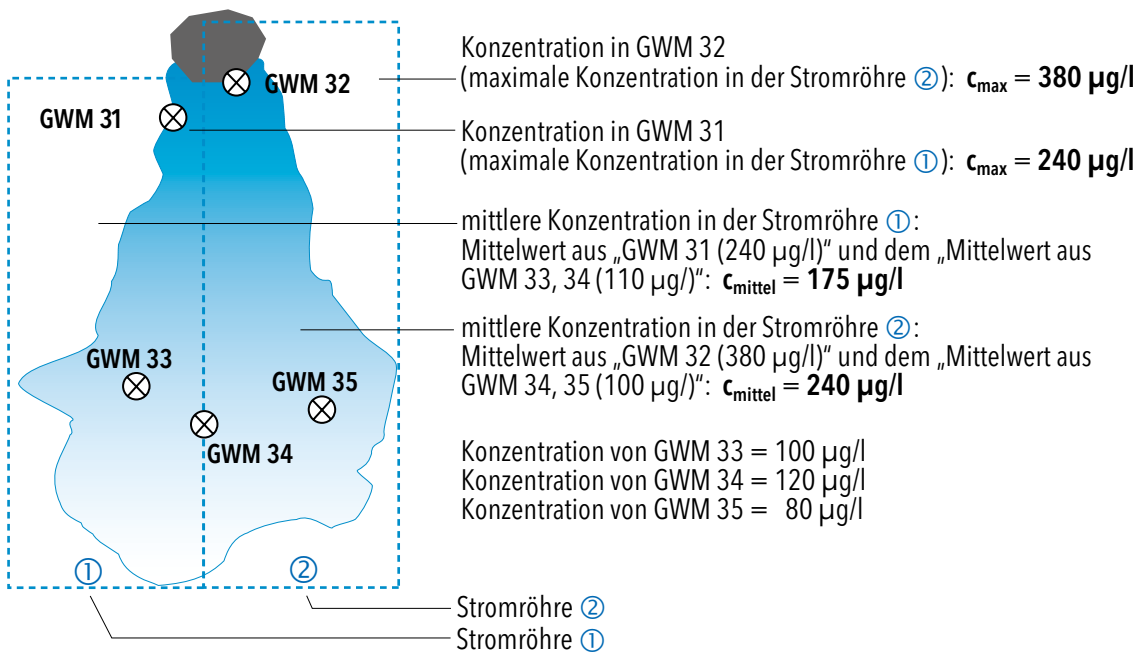 GWM 32
GWM 31
GWM 33
GWM 35
GWM 34
①
②
Konzentration in GWM 32
(maximale Konzentration in der Stromröhre ②): cmax = 380 µg/l
Konzentration in GWM 31
(maximale Konzentration in der Stromröhre ①): cmax = 240 µg/l
mittlere Konzentration in der Stromröhre ①:
Mittelwert aus „GWM 31 (240 µg/l)“ und dem „Mittelwert aus
GWM 33, 34 (110 µg/)“: cmittel = 175 µg/l
mittlere Konzentration in der Stromröhre ②:
Mittelwert aus „GWM 32 (380 µg/l)“ und dem „Mittelwert aus
GWM 34, 35 (100 µg/)“: cmittel = 240 µg/l
Konzentration von GWM 33 = 100 µg/l
Konzentration von GWM 34 = 120 µg/l
Konzentration von GWM 35 = 80 µg/l
Stromröhre ②
Stromröhre ①